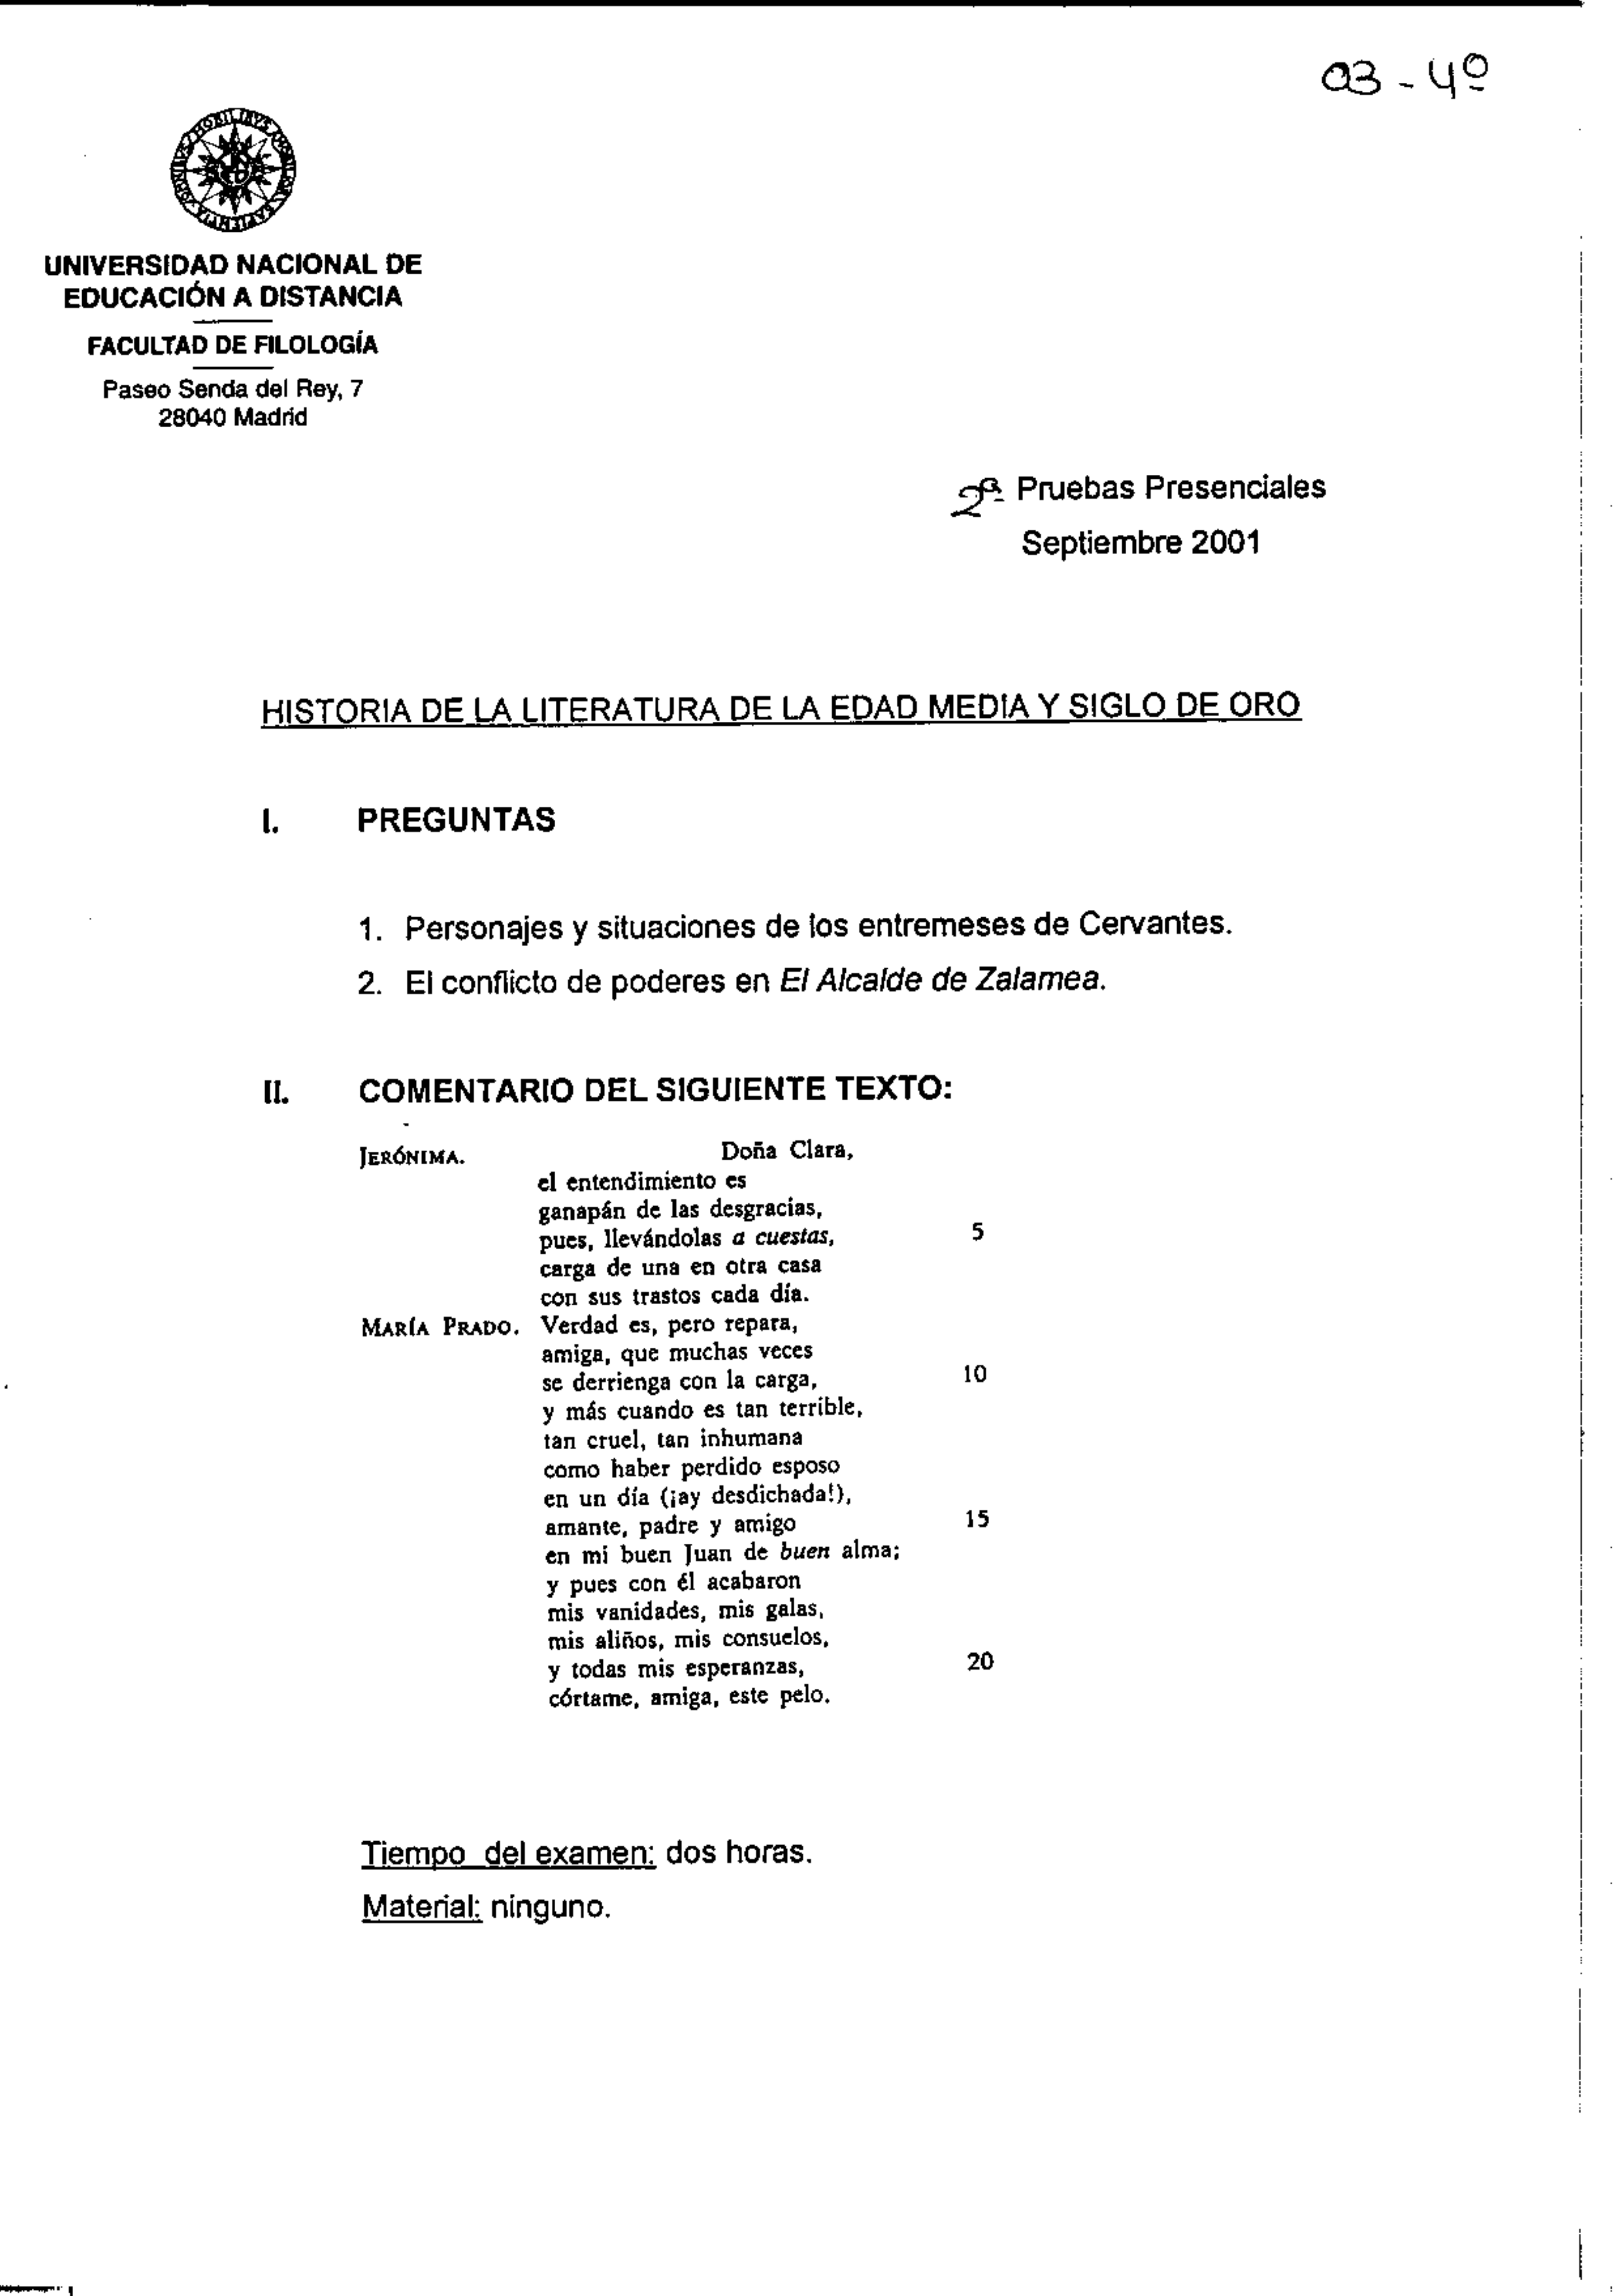 03 - 4º
UNIVERSIDAD NACIONAL DE
EDUCACIÓN A DISTANCIA
FACULTAD DE FILOLOGÍA
Paseo Senda del Rey, 7
28040 Madrid
2ª Pruebas Presenciales
Septiembre 2001
HISTORIA DE LA LITERATURA DE LA EDAD MEDIA Y SIGLO DE ORO
I. PREGUNTAS
1. Personajes y situaciones de los entremeses de Cervantes.
2. El conflicto de poderes en El Alcalde de Zalamea.
II. COMENTARIO DEL SIGUIENTE TEXTO:
JERÓNIMA. Doña Clara,
el entendimiento es
ganapán de las desgracias,
pues, llevándolas a cuestas, 5
carga de una en otra casa
con sus trastos cada día.
MARÍA PRADO. Verdad es, pero repara,
amiga, que muchas veces
se derrienga con la carga, 10
y más cuando es tan terrible,
tan cruel, tan inhumana
como haber perdido esposo
en un día (¡ay desdichada!),
amante, padre y amigo 15
en mi buen Juan de buen alma;
y pues con él acabaron
mis vanidades, mis galas,
mis aliños, mis consuelos,
y todas mis esperanzas, 20
córtame, amiga, este pelo.
Tiempo del examen: dos horas.
Material: ninguno.